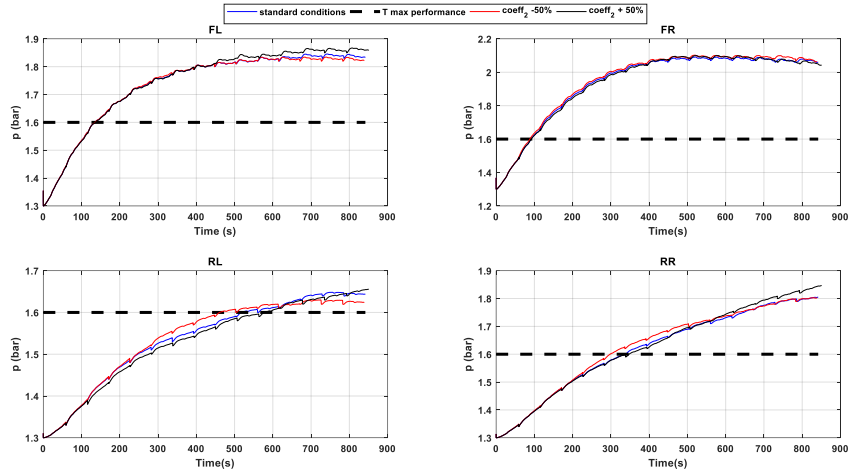 standard conditions T max performance coeff2 -50% coeff2 + 50%
FL
1.9
1.8
1.7
1.6
1.5
1.4
1.3
p (bar)
0 100 200 300 400 500 600 700 800 900
Time (s)
FR
2.2
2
1.8
1.6
1.4
1.2
p (bar)
0 100 200 300 400 500 600 700 800 900
Time (s)
RL
1.7
1.6
1.5
1.4
1.3
p (bar)
0 100 200 300 400 500 600 700 800 900
Time(s)
RR
1.9
1.8
1.7
1.6
1.5
1.4
1.3
p (bar)
0 100 200 300 400 500 600 700 800 900
Time(s)